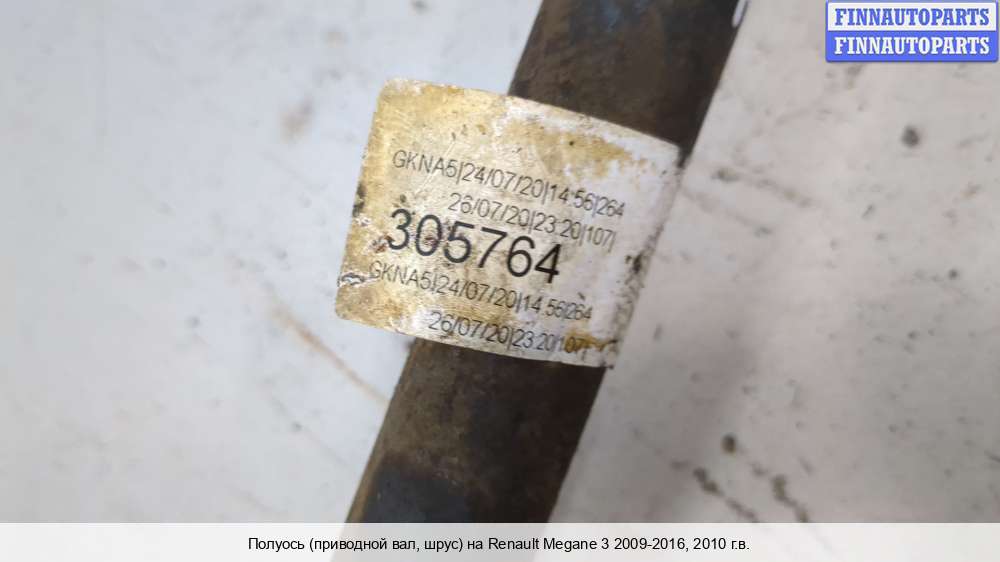 FINNAUTOPARTS
FINNAUTOPARTS
GKNA5|24/07/20|14:56|264
26/07/20|23:20|107|
305764
GKNA5|24/07/20|14:56|264
26/07/20|23:20|107|
Полуось (приводной вал, шрус) на Renault Megane 3 2009-2016, 2010 г.в.